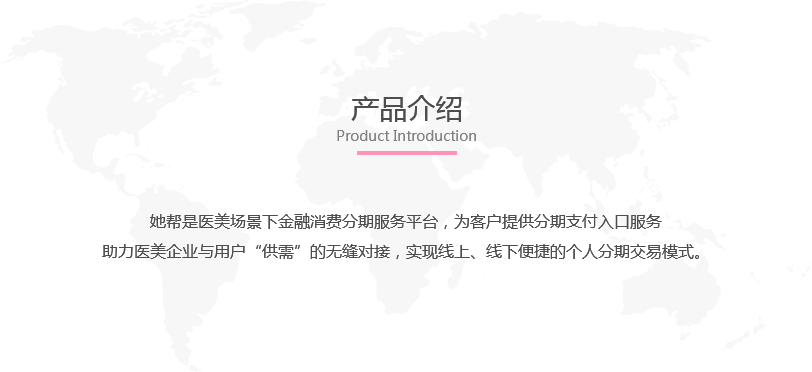 产品介绍
Product Introduction
她帮是医美场景下金融消费分期服务平台，为客户提供分期支付入口服务
助力医美企业与用户“供需”的无缝对接，实现线上、线下便捷的个人分期交易模式。